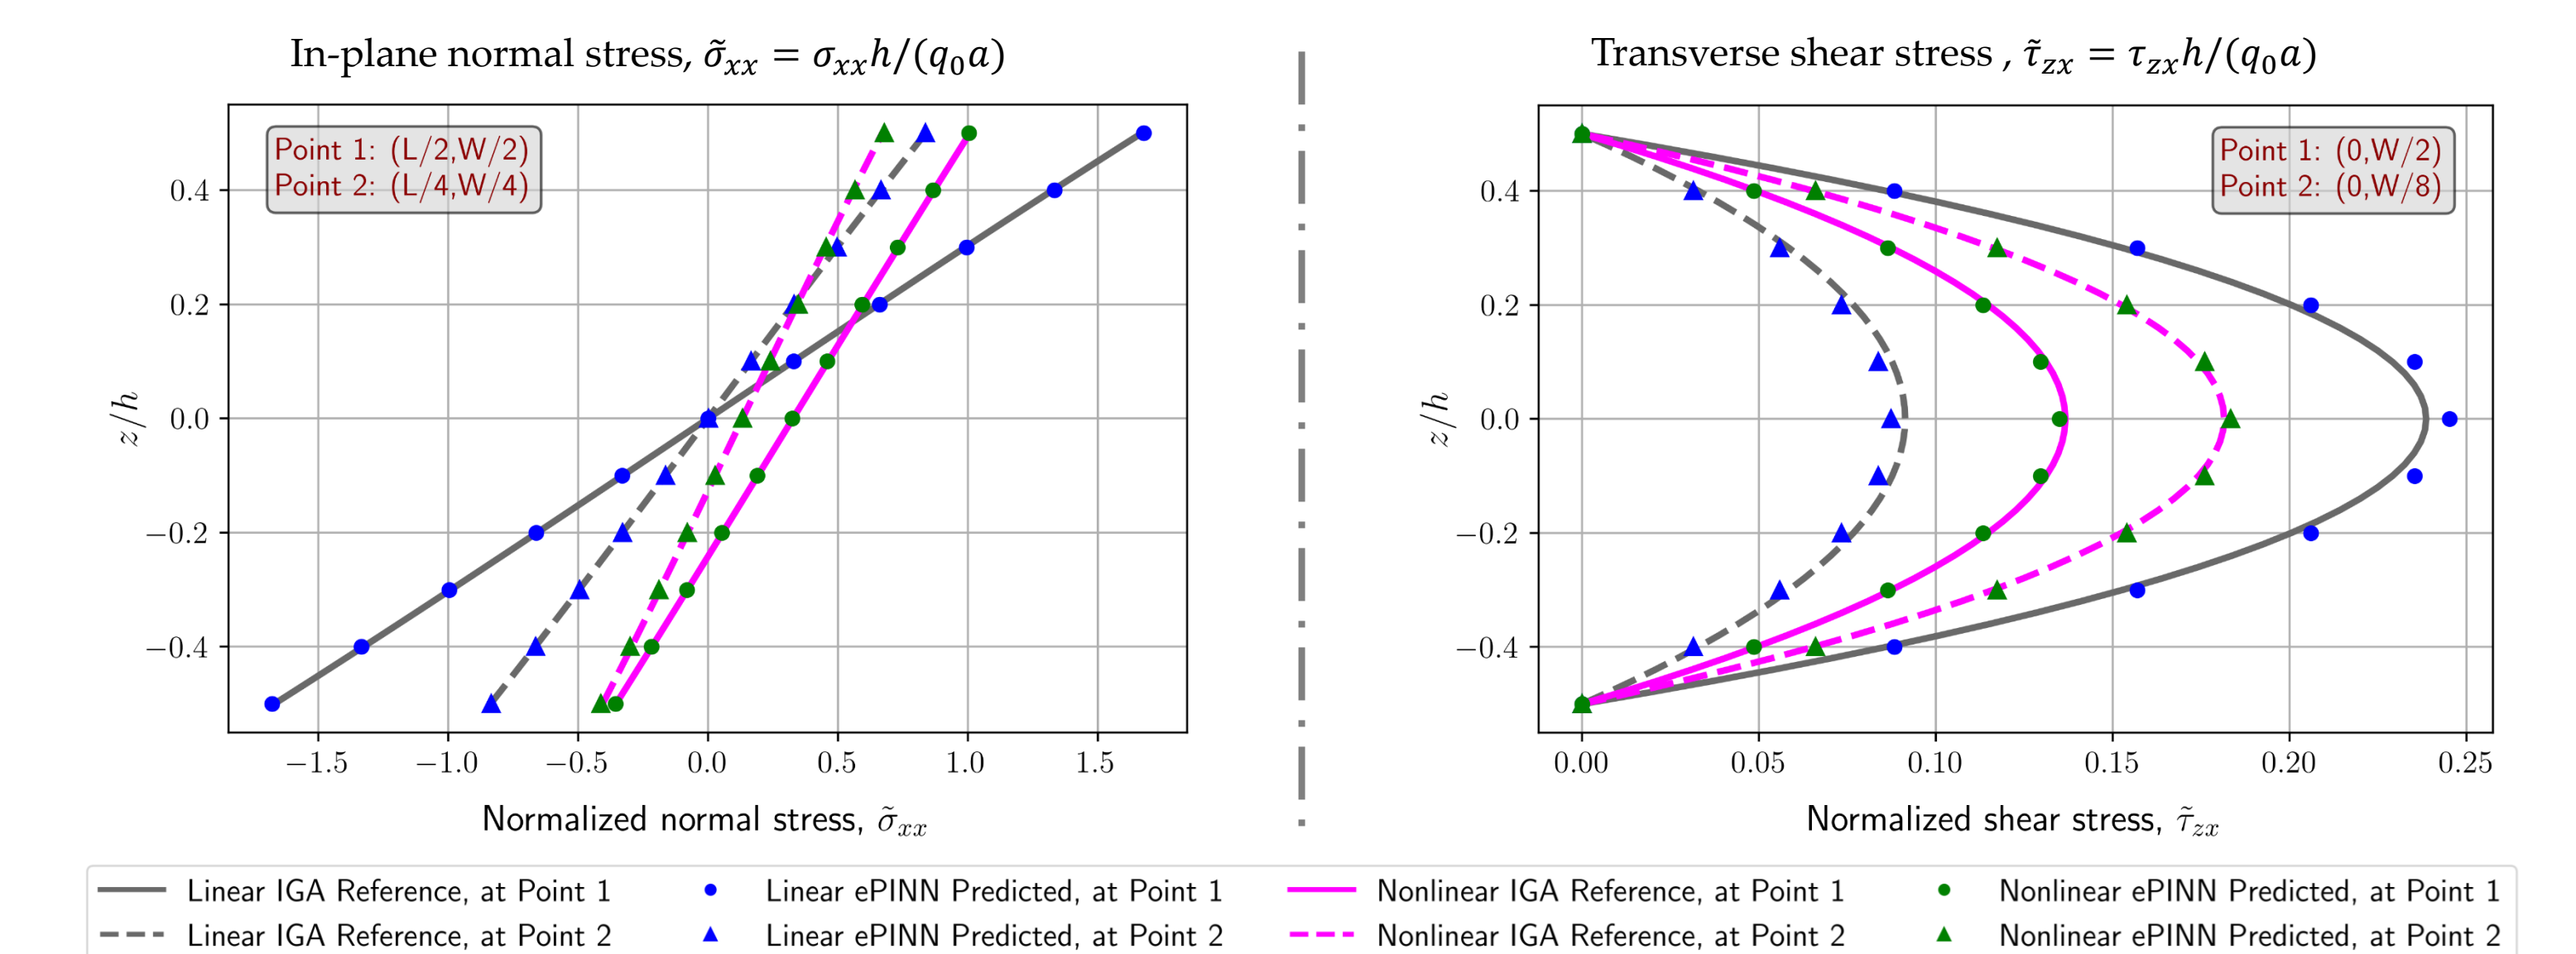 In-plane normal stress, σ̃ₓₓ = σₓₓh/(q₀a)
Point 1: (L/2,W/2)
Point 2: (L/4,W/4)
z/h
0.4
0.2
0.0
−0.2
−0.4
−1.5 −1.0 −0.5 0.0 0.5 1.0 1.5
Normalized normal stress, σ̃ₓₓ
Transverse shear stress , τ̃_zx = τ_zxh/(q₀a)
Point 1: (0,W/2)
Point 2: (0,W/8)
z/h
0.4
0.2
0.0
−0.2
−0.4
0.00 0.05 0.10 0.15 0.20 0.25
Normalized shear stress, τ̃_zx
Linear IGA Reference, at Point 1 Linear ePINN Predicted, at Point 1 Nonlinear IGA Reference, at Point 1 Nonlinear ePINN Predicted, at Point 1
Linear IGA Reference, at Point 2 Linear ePINN Predicted, at Point 2 Nonlinear IGA Reference, at Point 2 Nonlinear ePINN Predicted, at Point 2